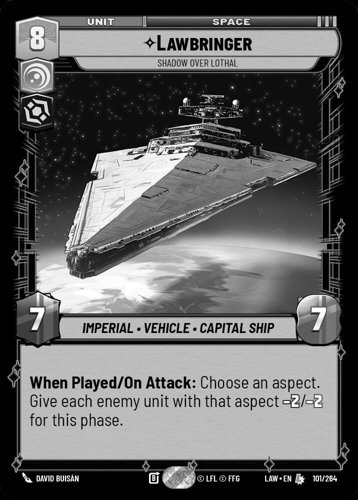 UNIT
SPACE
8
LAWBRINGER
SHADOW OVER LOTHAL
7
7
IMPERIAL • VEHICLE • CAPITAL SHIP
When Played/On Attack: Choose an aspect.
Give each enemy unit with that aspect -2/-2
for this phase.
DAVID BUISÁN
© LFL © FFG
LAW • EN
101/264